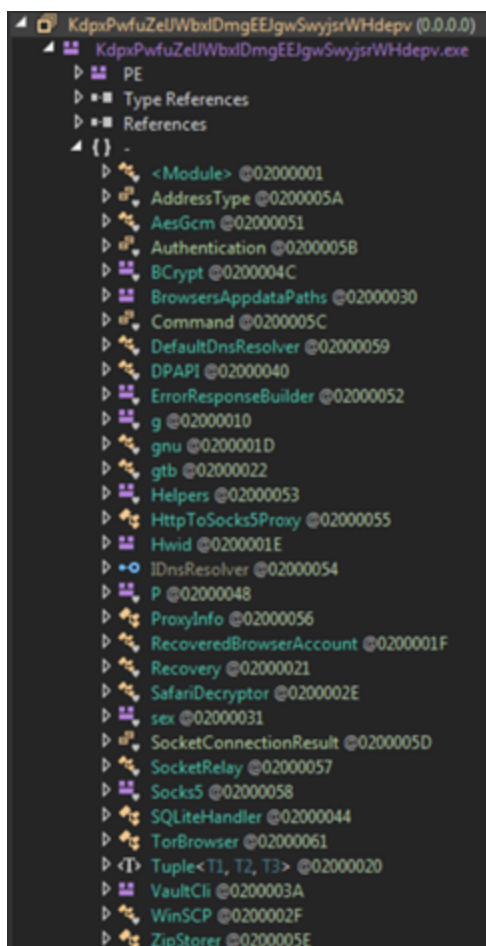 KdpxPwfuZelJWbxIDmgEEJgwSwyjsrWHdepv (0.0.0.0)
KdpxPwfuZelJWbxIDmgEEJgwSwyjsrWHdepv.exe
PE
Type References
References
{ } -
<Module> @02000001
AddressType @0200005A
AesGcm @02000051
Authentication @0200005B
BCrypt @0200004C
BrowsersAppdataPaths @02000030
Command @0200005C
DefaultDnsResolver @02000059
DPAPI @02000040
ErrorResponseBuilder @02000052
g @02000010
gnu @0200001D
gtb @02000022
Helpers @02000053
HttpToSocks5Proxy @02000055
Hwid @0200001E
IDnsResolver @02000054
P @02000048
ProxyInfo @02000056
RecoveredBrowserAccount @0200001F
Recovery @02000021
SafariDecryptor @0200002E
sex @02000031
SocketConnectionResult @0200005D
SocketRelay @02000057
Socks5 @02000058
SQLiteHandler @02000044
TorBrowser @02000061
<T> Tuple<T1, T2, T3> @02000020
VaultCli @0200003A
WinSCP @0200002F
ZipStorer @0200005E